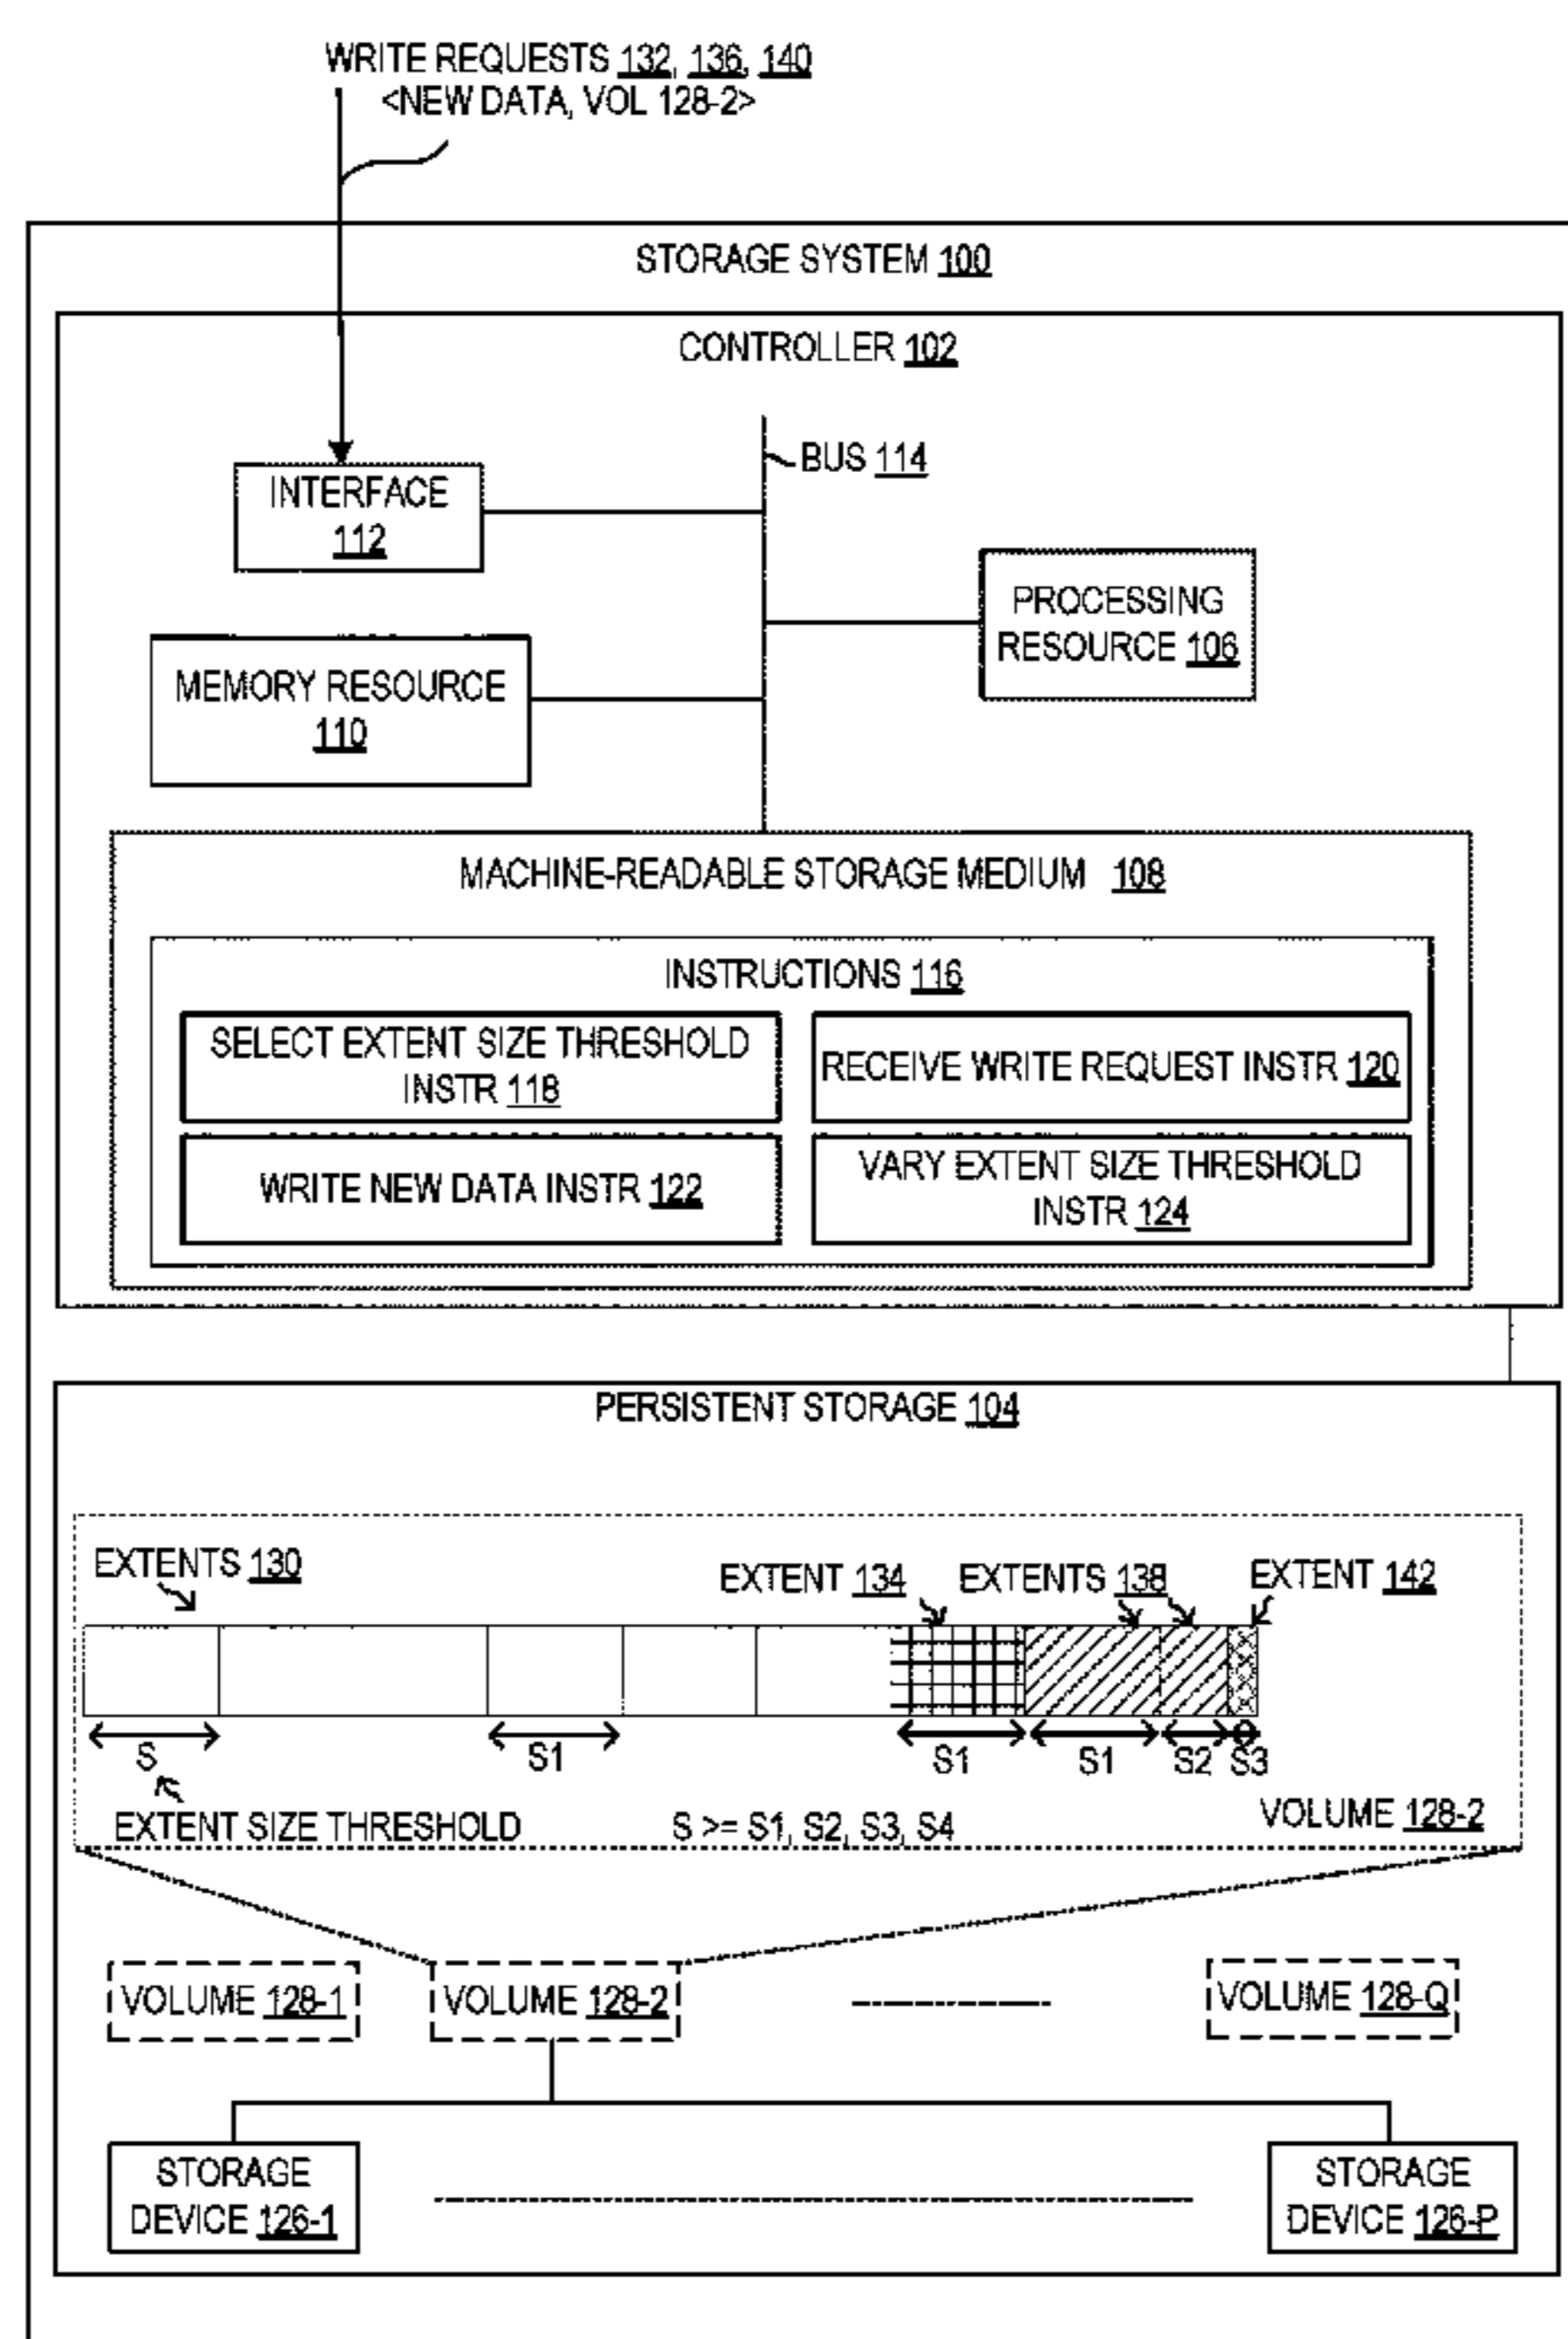 WRITE REQUESTS 132, 136, 140
<NEW DATA, VOL 128-2>
STORAGE SYSTEM 100
CONTROLLER 102
BUS 114
INTERFACE
112
PROCESSING
RESOURCE 106
MEMORY RESOURCE
110
MACHINE-READABLE STORAGE MEDIUM 108
INSTRUCTIONS 116
SELECT EXTENT SIZE THRESHOLD
INSTR 118
RECEIVE WRITE REQUEST INSTR 120
WRITE NEW DATA INSTR 122
VARY EXTENT SIZE THRESHOLD
INSTR 124
PERSISTENT STORAGE 104
EXTENTS 130
EXTENT 134
EXTENTS 138
EXTENT 142
S
S1
S1
S1
S2
S3
EXTENT SIZE THRESHOLD
S >= S1, S2, S3, S4
VOLUME 128-2
VOLUME 128-1
VOLUME 128-2
VOLUME 128-Q
STORAGE
DEVICE 126-1
STORAGE
DEVICE 126-P